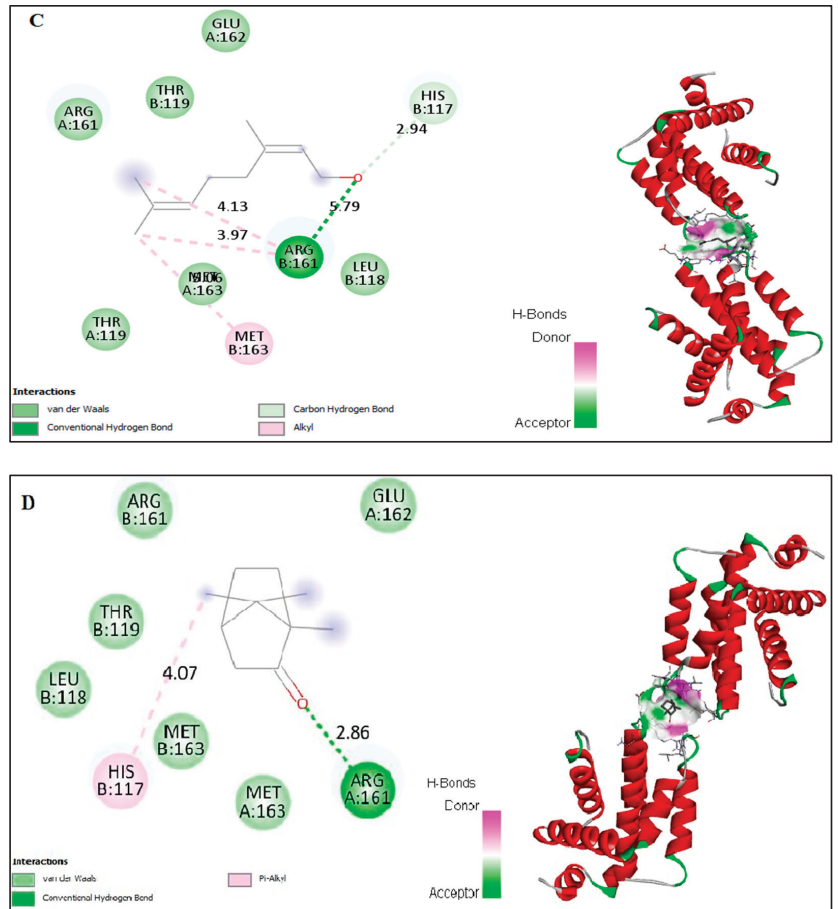 C
GLU
A:162
THR
B:119
ARG
A:161
HIS
B:117
2.94
4.13
5.79
3.97
ARG
B:161
LEU
B:118
MET
A:163
THR
A:119
MET
B:163
H-Bonds
Donor
Acceptor
Interactions
van der Waals
Carbon Hydrogen Bond
Conventional Hydrogen Bond
Alkyl
D
ARG
B:161
GLU
A:162
THR
B:119
4.07
LEU
B:118
2.86
MET
B:163
HIS
B:117
MET
A:163
ARG
A:161
H-Bonds
Donor
Acceptor
Interactions
van der Waals
Pi-Alkyl
Conventional Hydrogen Bond